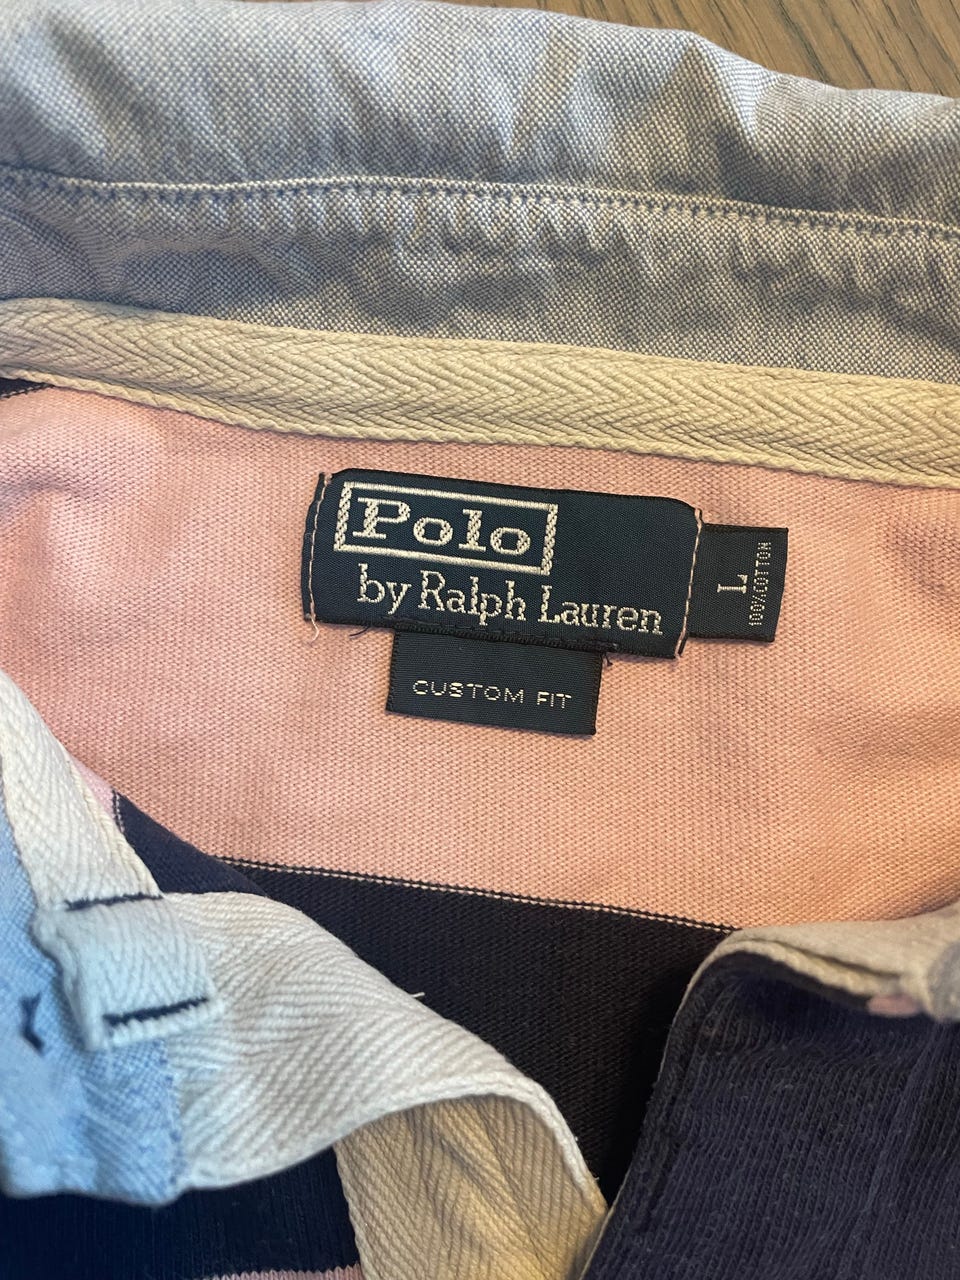 Polo
by Ralph Lauren
L
100% COTTON
CUSTOM FIT